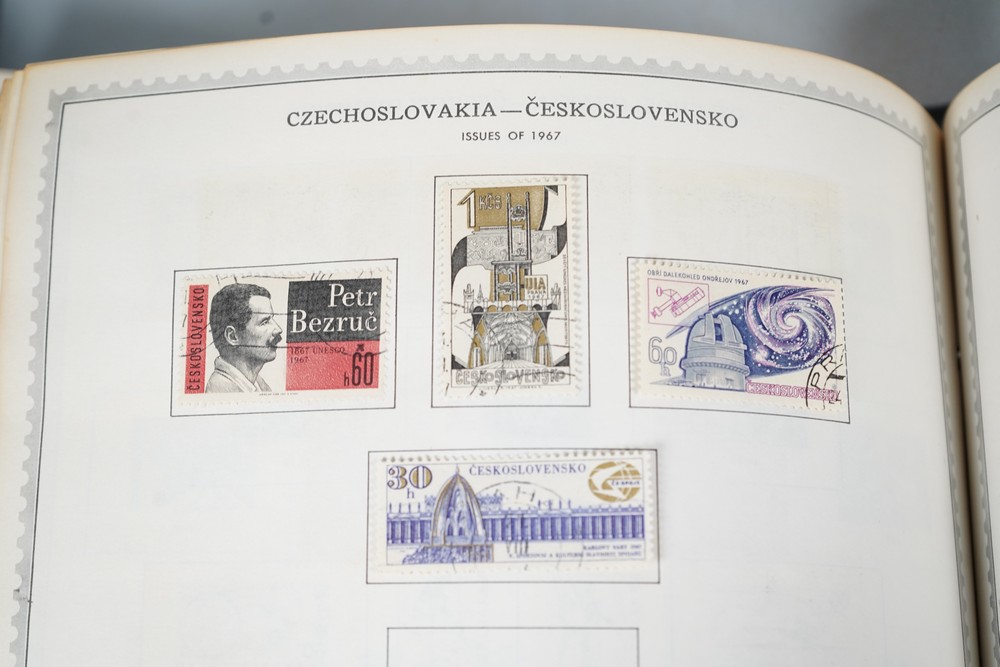 CZECHOSLOVAKIA—ČESKOSLOVENSKO
ISSUES OF 1967
ČESKOSLOVENSKO
Petr
Bezruč
1867 UNESCO
1967
h60
1 KČS
UIA
ČESKOSLOVENSKO
OBŘÍ DALEKOHLED ONDŘEJOV 1967
60
h
ČESKOSLOVENSKO
30
h
ČESKOSLOVENSKO